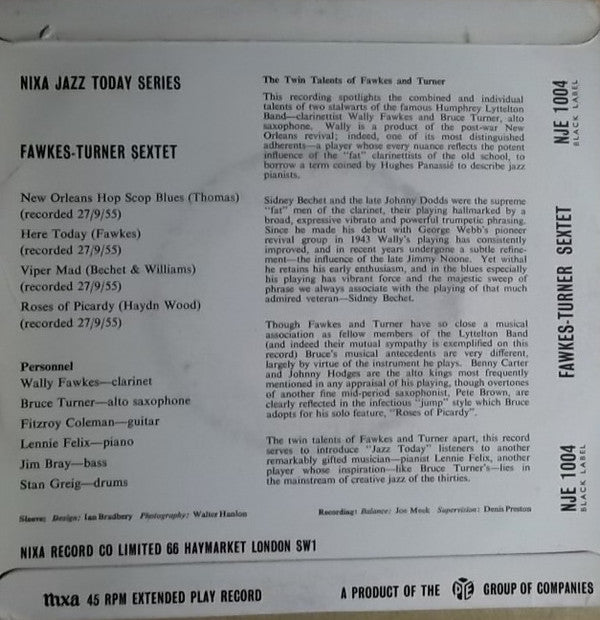 NIXA JAZZ TODAY SERIES
FAWKES-TURNER SEXTET
New Orleans Hop Scop Blues (Thomas)
(recorded 27/9/55)
Here Today (Fawkes)
(recorded 27/9/55)
Viper Mad (Bechet & Williams)
(recorded 27/9/55)
Roses of Picardy (Haydn Wood)
(recorded 27/9/55)
Personnel
Wally Fawkes—clarinet
Bruce Turner—alto saxophone
Fitzroy Coleman—guitar
Lennie Felix—piano
Jim Bray—bass
Stan Greig—drums
The Twin Talents of Fawkes and Turner
This recording spotlights the combined and individual
talents of two stalwarts of the famous Humphrey Lyttelton
Band—clarinettist Wally Fawkes and Bruce Turner, alto
saxophone. Wally is a product of the post-war New
Orleans revival; indeed, one of its most distinguished
adherents—a player whose every nuance reflects the potent
influence of the "fat" clarinettists of the old school, to
borrow a term coined by Hughes Panassié to describe jazz
pianists.
Sidney Bechet and the late Johnny Dodds were the supreme
"fat" men of the clarinet, their playing hallmarked by a
broad, expressive vibrato and powerful trumpetic phrasing.
Since he made his debut with George Webb's pioneer
revival group in 1943 Wally's playing has consistently
improved, and in recent years undergone a subtle refine-
ment—the influence of the late Jimmy Noone. Yet withal
he retains his early enthusiasm, and in the blues especially
his playing has vibrant force and the majestic sweep of
phrase we always associate with the playing of that much
admired veteran—Sidney Bechet.
Though Fawkes and Turner have so close a musical
association as fellow members of the Lyttelton Band
(and indeed their mutual sympathy is exemplified on this
record) Bruce's musical antecedents are very different,
largely by virtue of the instrument he plays. Benny Carter
and Johnny Hodges are the alto kings most frequently
mentioned in any appraisal of his playing, though overtones
of another fine mid-period saxophonist, Pete Brown, are
clearly reflected in the infectious "jump" style which Bruce
adopts for his solo feature, "Roses of Picardy".
The twin talents of Fawkes and Turner apart, this record
serves to introduce "Jazz Today" listeners to another
remarkably gifted musician—pianist Lennie Felix, another
player whose inspiration—like Bruce Turner's—lies in
the mainstream of creative jazz of the thirties.
Sleeve: Design: Ian Bradbery Photography: Walter Hanlon
Recording: Balance: Joe Meek Supervision: Denis Preston
NIXA RECORD CO LIMITED 66 HAYMARKET LONDON SW1
nixa 45 RPM EXTENDED PLAY RECORD
A PRODUCT OF THE PYE GROUP OF COMPANIES
NJE 1004
BLACK LABEL
FAWKES-TURNER SEXTET
NJE 1004
BLACK LABEL